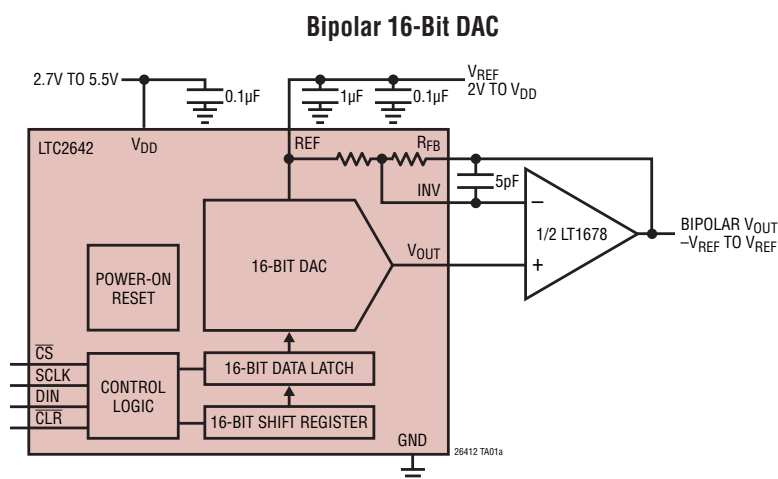 Bipolar 16-Bit DAC
2.7V TO 5.5V
0.1µF
1µF
0.1µF
VREF
2V TO VDD
LTC2642
VDD
REF
RFB
INV
5pF
16-BIT DAC
VOUT
POWER-ON
RESET
1/2 LT1678
–
+
BIPOLAR VOUT
–VREF TO VREF
CS
SCLK
DIN
CLR
CONTROL
LOGIC
16-BIT DATA LATCH
16-BIT SHIFT REGISTER
GND
26412 TA01a